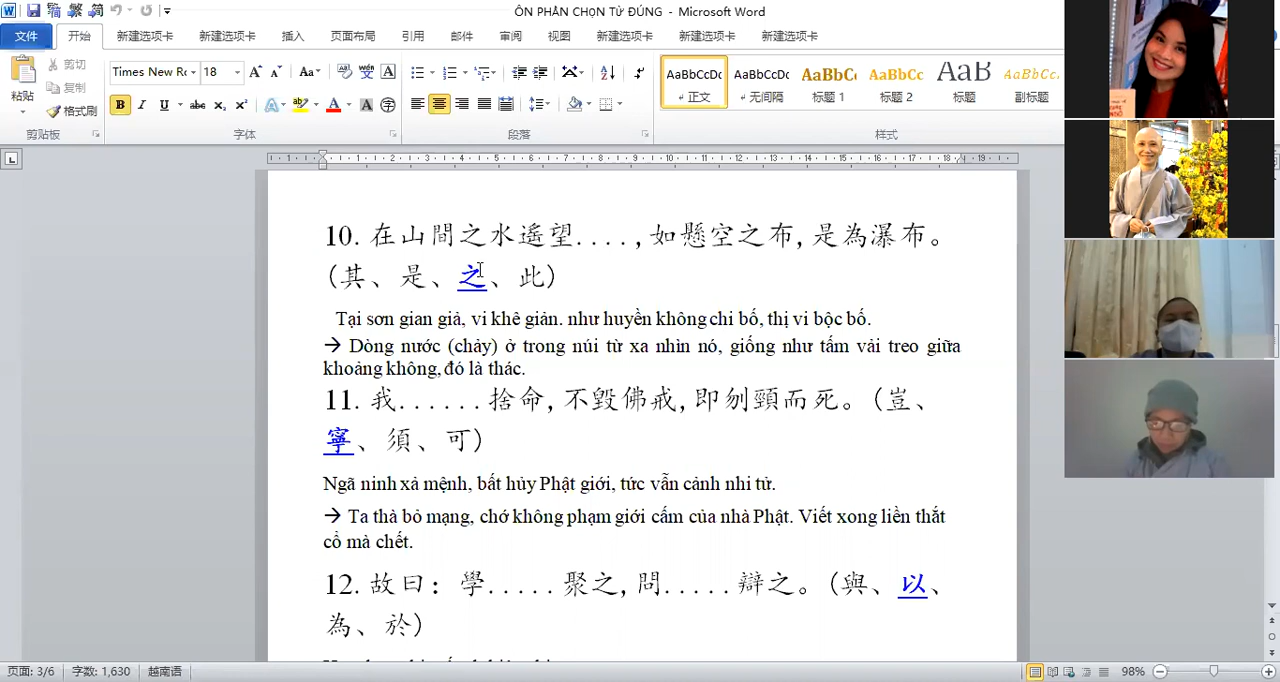 ÔN PHẦN CHỌN TỪ ĐÚNG - Microsoft Word
文件 开始 新建选项卡 新建选项卡 插入 页面布局 引用 邮件 审阅 视图 新建选项卡 新建选项卡 新建选项卡
剪切
复制
格式刷
粘贴
Times New Ro 18
AaBbCcDc AaBbCcDc AaBbC AaBbCc AaB AaBbCc.
正文 无间隔 标题 1 标题 2 标题 副标题
剪贴板 字体 段落 样式
10. 在山間之水遙望....,如懸空之布,是為瀑布。
(其、是、之、此)
Tại sơn gian giả, vi khê giản. như huyền không chi bố, thị vi bộc bố.
→ Dòng nước (chảy) ở trong núi từ xa nhìn nó, giống như tấm vải treo giữa
khoảng không, đó là thác.
11. 我......捨命,不毀佛戒,即刎頸而死。(豈、
寧、須、可)
Ngã ninh xả mệnh, bất hủy Phật giới, tức vẫn cảnh nhi tử.
→ Ta thà bỏ mạng, chớ không phạm giới cấm của nhà Phật. Viết xong liền thắt
cổ mà chết.
12. 故曰：學.....聚之,問.....辯之。(與、以、
為、於)
页面: 3/6 字数: 1,630 越南语 98%